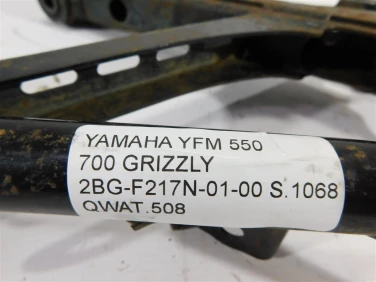 YAMAHA YFM 550
700 GRIZZLY
2BG-F217N-01-00 S.1068
QWAT.508